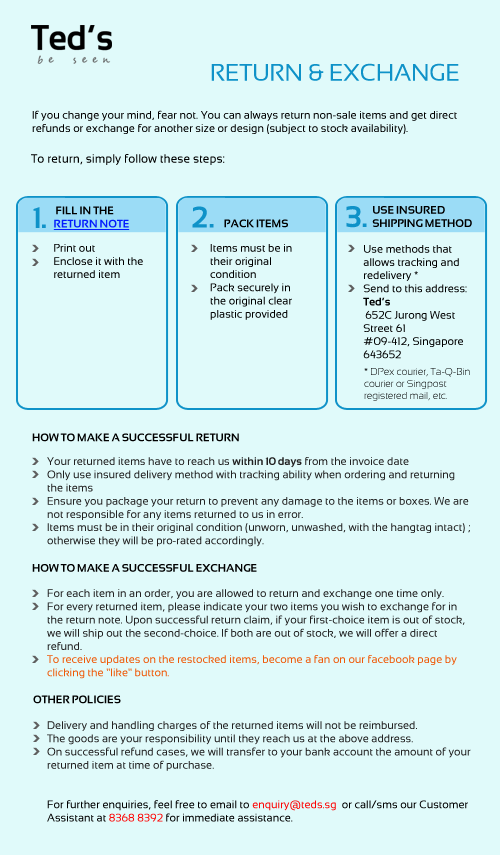 Ted's
be seen
RETURN & EXCHANGE
If you change your mind, fear not. You can always return non-sale items and get direct
refunds or exchange for another size or design (subject to stock availability).
To return, simply follow these steps:
1. FILL IN THE
RETURN NOTE
Print out
Enclose it with the
returned item
2. PACK ITEMS
Items must be in
their original
condition
Pack securely in
the original clear
plastic provided
3. USE INSURED
SHIPPING METHOD
Use methods that
allows tracking and
redelivery *
Send to this address:
Ted's
652C Jurong West
Street 61
#09-412, Singapore
643652
* DPex courier, Ta-Q-Bin
courier or Singpost
registered mail, etc.
HOW TO MAKE A SUCCESSFUL RETURN
Your returned items have to reach us within 10 days from the invoice date
Only use insured delivery method with tracking ability when ordering and returning
the items
Ensure you package your return to prevent any damage to the items or boxes. We are
not responsible for any items returned to us in error.
Items must be in their original condition (unworn, unwashed, with the hangtag intact) ;
otherwise they will be pro-rated accordingly.
HOW TO MAKE A SUCCESSFUL EXCHANGE
For each item in an order, you are allowed to return and exchange one time only.
For every returned item, please indicate your two items you wish to exchange for in
the return note. Upon successful return claim, if your first-choice item is out of stock,
we will ship out the second-choice. If both are out of stock, we will offer a direct
refund.
To receive updates on the restocked items, become a fan on our facebook page by
clicking the "like" button.
OTHER POLICIES
Delivery and handling charges of the returned items will not be reimbursed.
The goods are your responsibility until they reach us at the above address.
On successful refund cases, we will transfer to your bank account the amount of your
returned item at time of purchase.
For further enquiries, feel free to email to enquiry@teds.sg or call/sms our Customer
Assistant at 8368 8392 for immediate assistance.